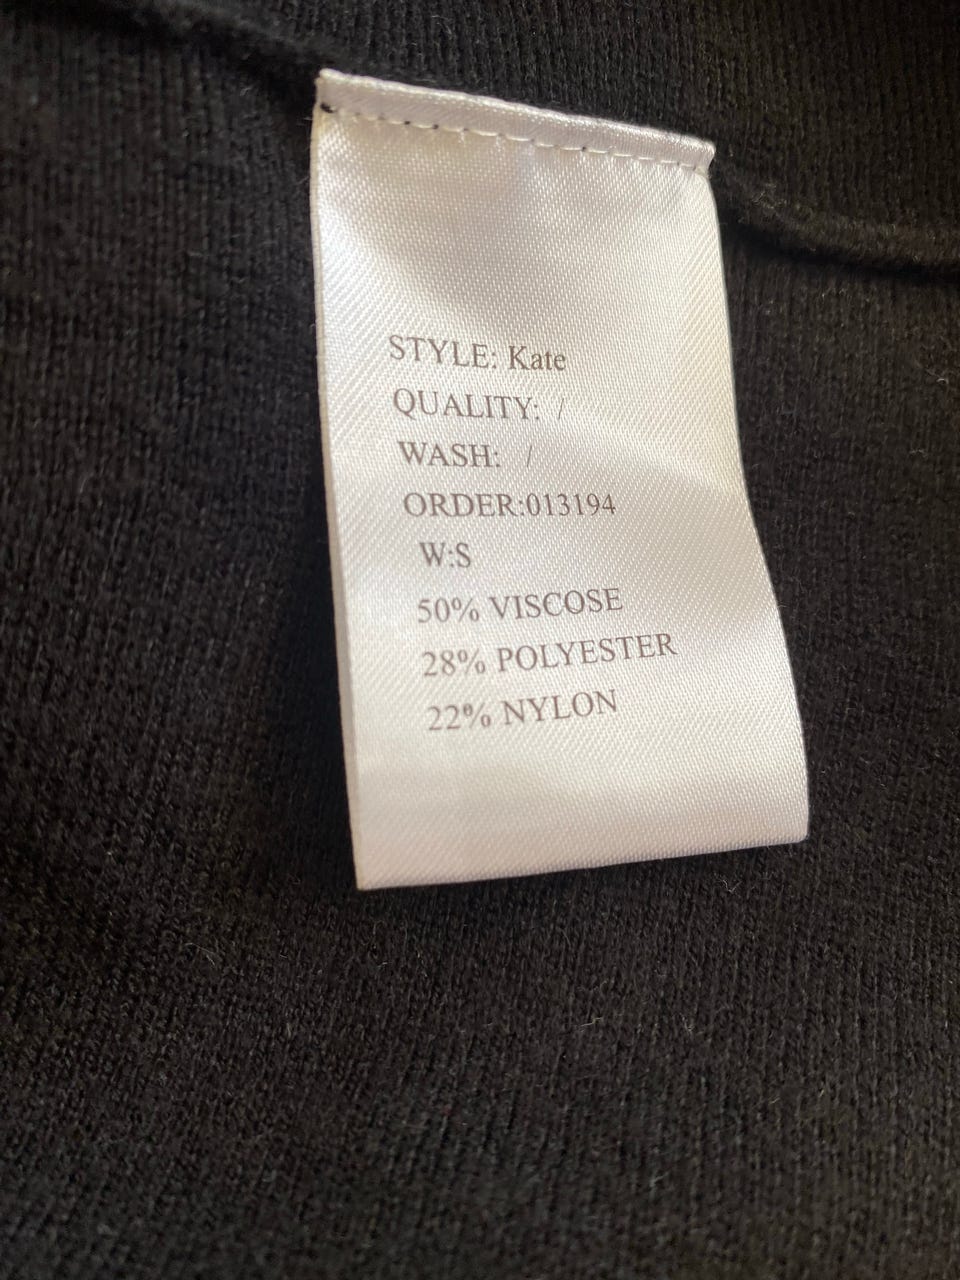 STYLE: Kate
QUALITY: /
WASH: /
ORDER:013194
W:S
50% VISCOSE
28% POLYESTER
22% NYLON